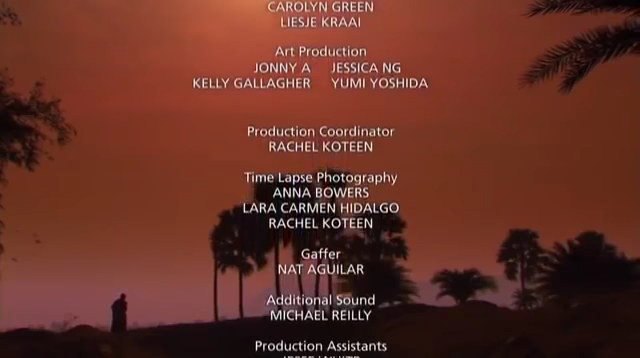 CAROLYN GREEN
LIESJE KRAAI
Art Production
JONNY A JESSICA NG
KELLY GALLAGHER YUMI YOSHIDA
Production Coordinator
RACHEL KOTEEN
Time Lapse Photography
ANNA BOWERS
LARA CARMEN HIDALGO
RACHEL KOTEEN
Gaffer
NAT AGUILAR
Additional Sound
MICHAEL REILLY
Production Assistants